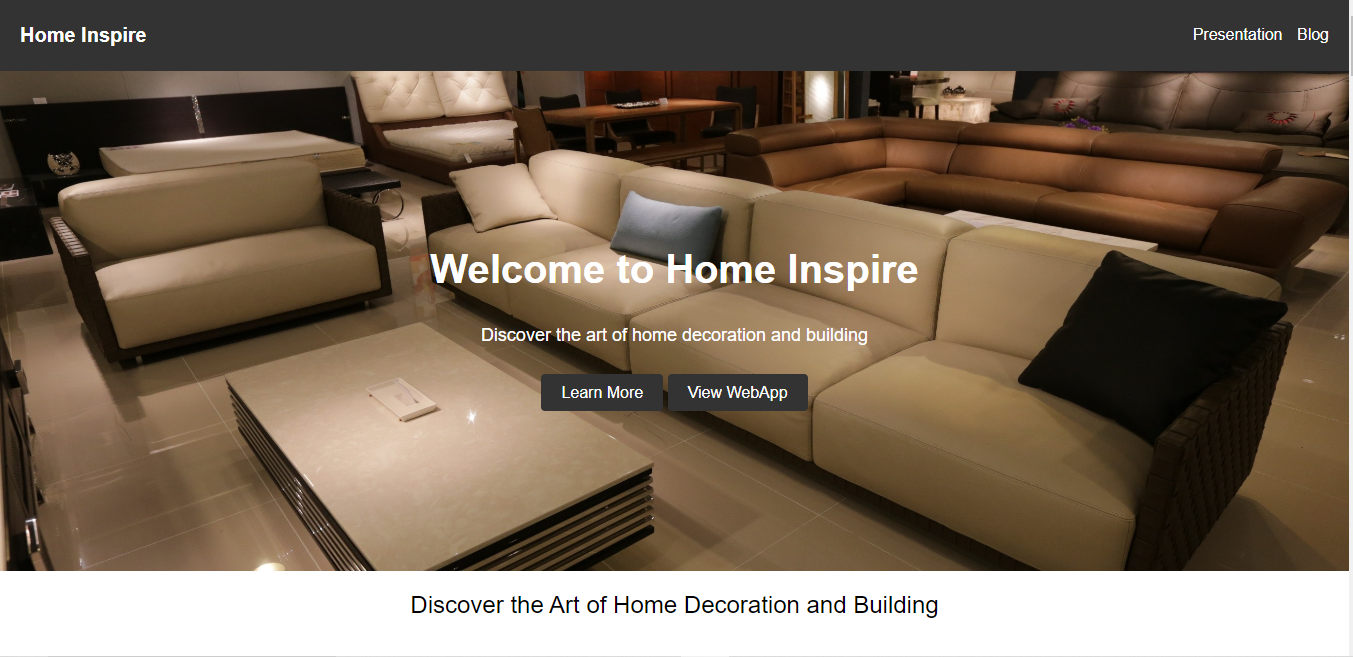 Home Inspire
Presentation Blog
Welcome to Home Inspire
Discover the art of home decoration and building
Learn More View WebApp
Discover the Art of Home Decoration and Building